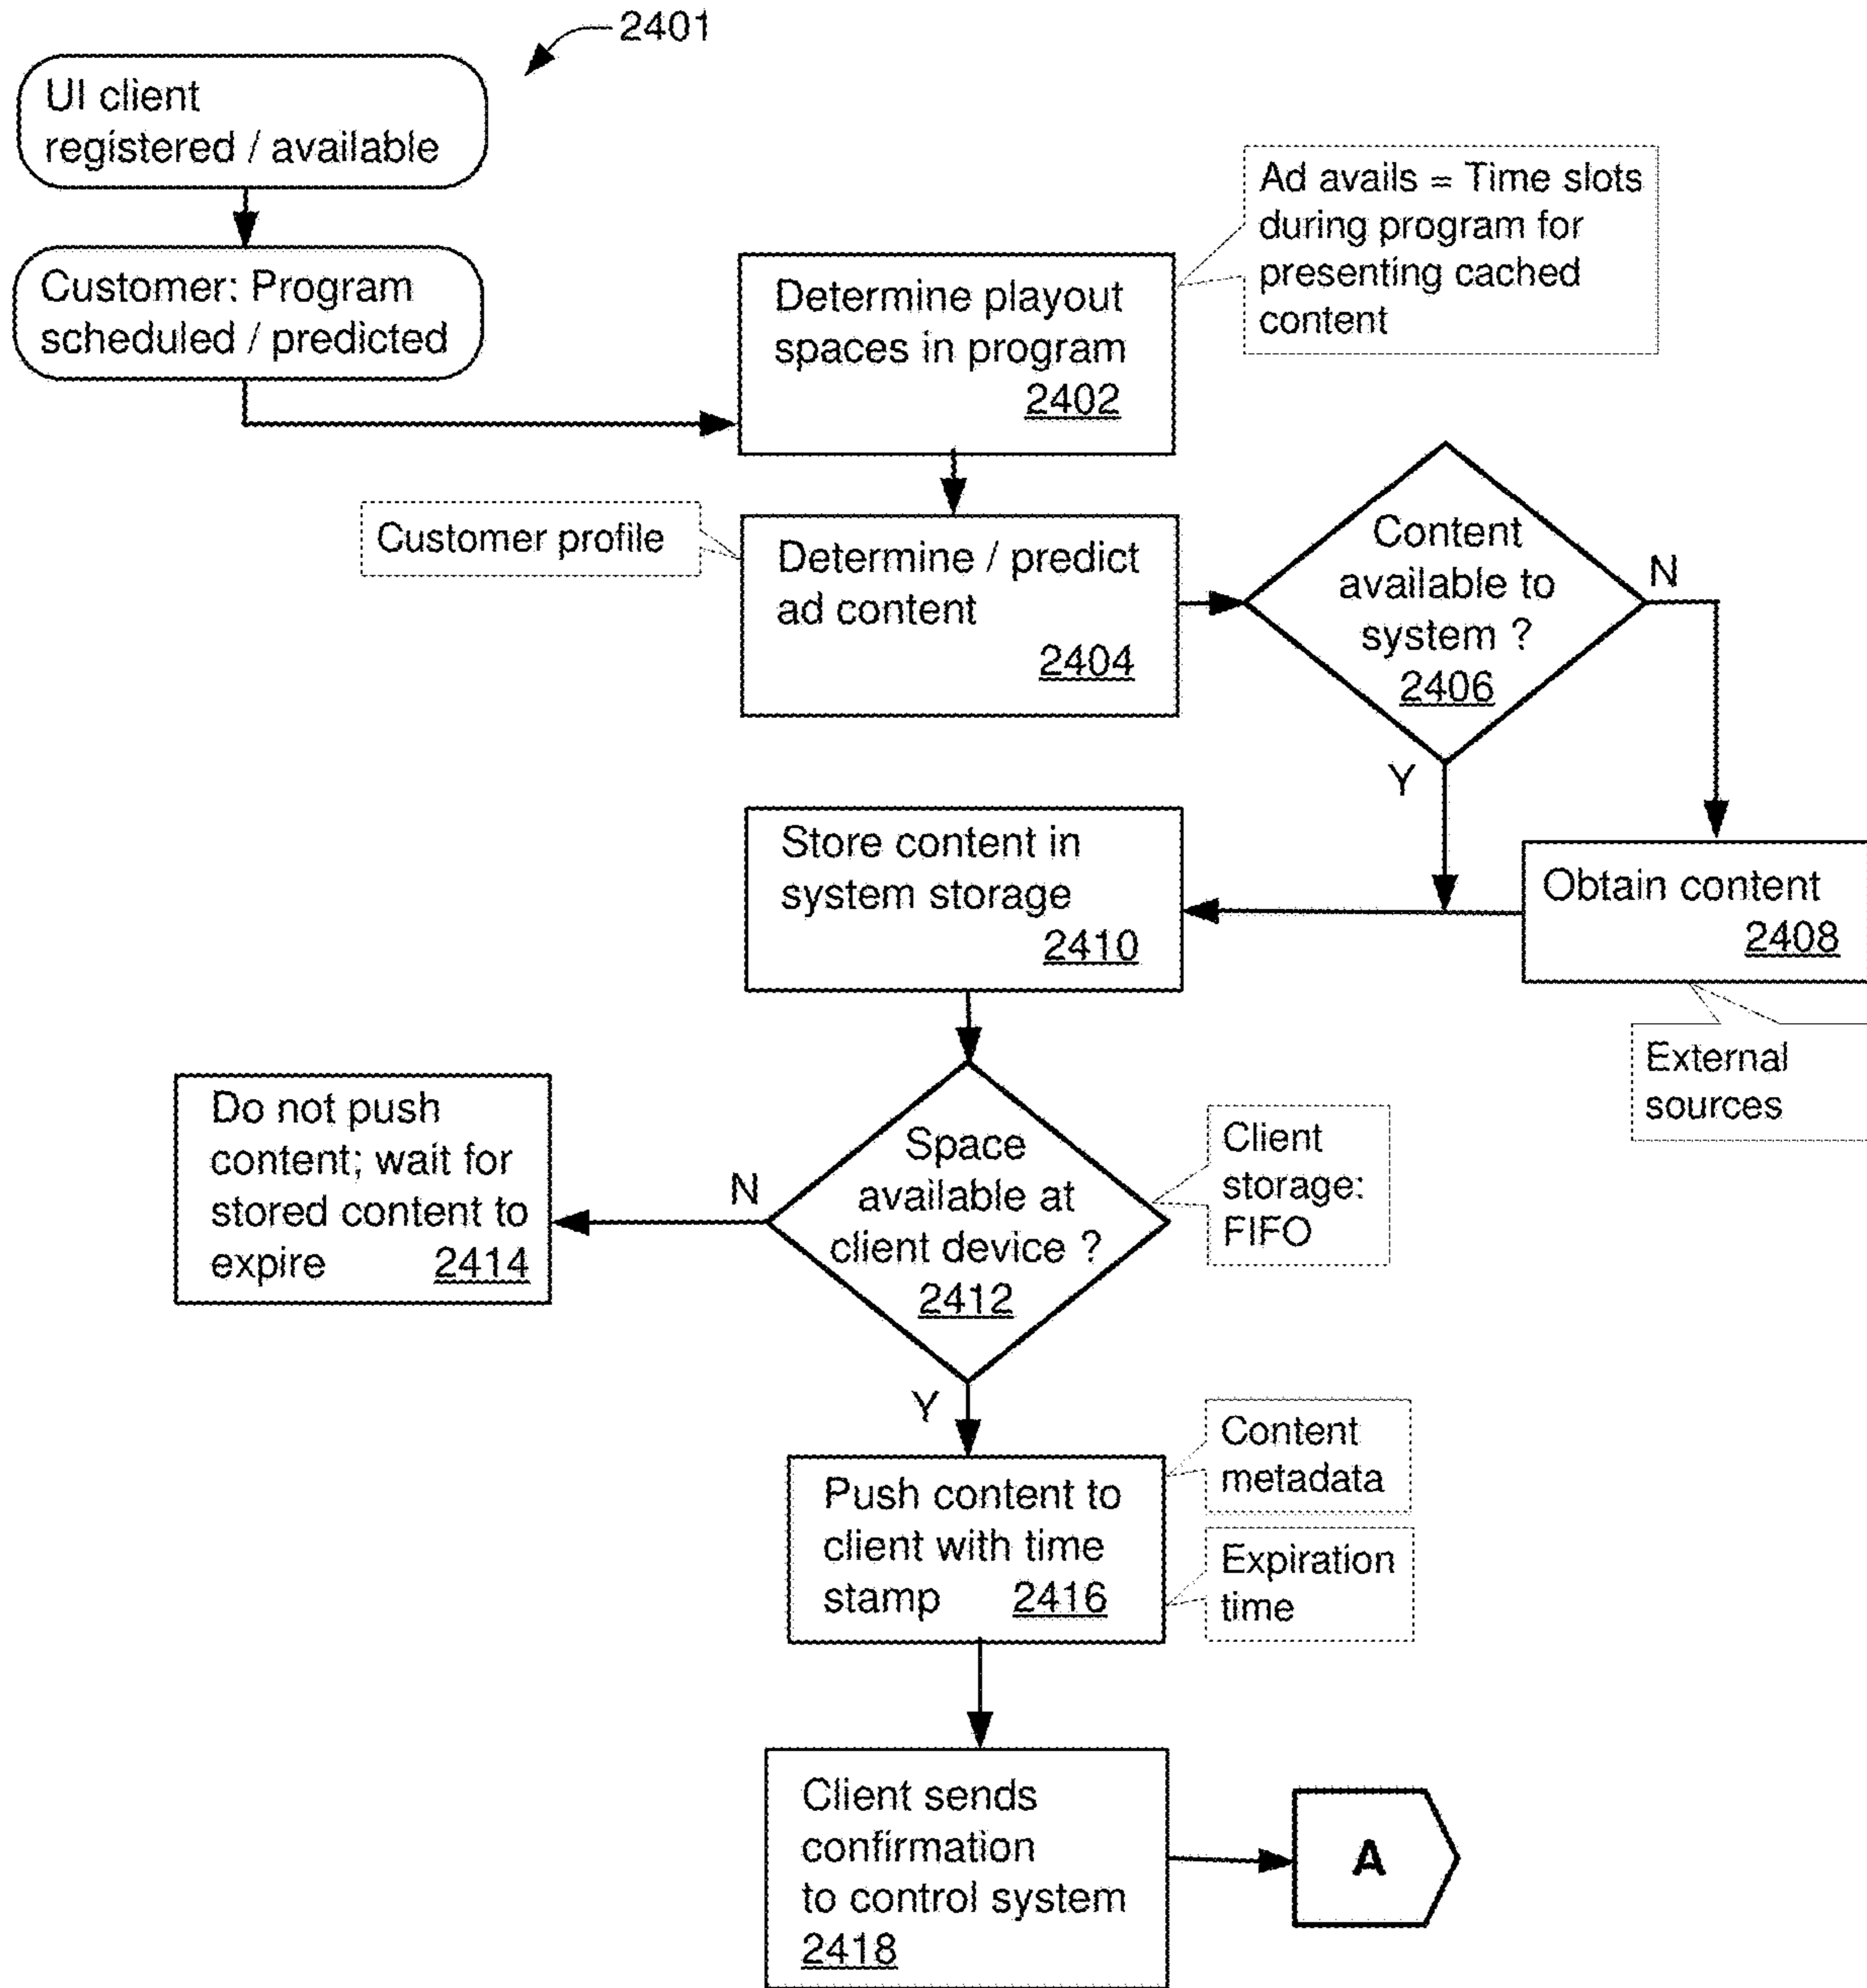 2401
UI client
registered / available
Customer: Program
scheduled / predicted
Determine playout
spaces in program
2402
Ad avails = Time slots
during program for
presenting cached
content
Customer profile
Determine / predict
ad content
2404
Content
available to
system ?
2406
N
Y
Obtain content
2408
External
sources
Store content in
system storage
2410
Space
available at
client device ?
2412
Client
storage:
FIFO
N
Do not push
content; wait for
stored content to
expire 2414
Y
Push content to
client with time
stamp 2416
Content
metadata
Expiration
time
Client sends
confirmation
to control system
2418
A